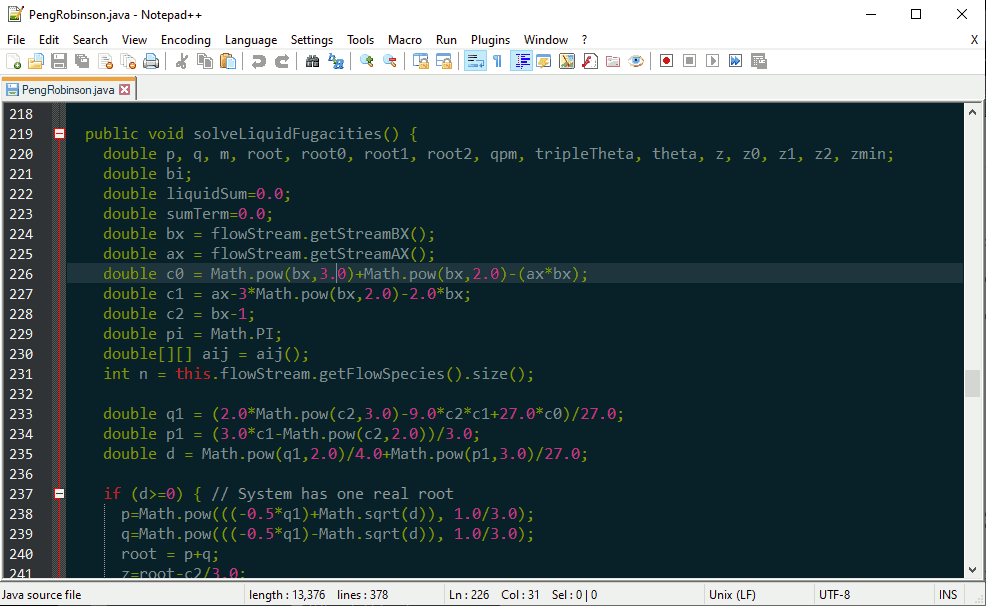 PengRobinson.java - Notepad++
File Edit Search View Encoding Language Settings Tools Macro Run Plugins Window ? X
PengRobinson.java
218
219 public void solveLiquidFugacities() {
220 double p, q, m, root, root0, root1, root2, qpm, tripleTheta, theta, z, z0, z1, z2, zmin;
221 double bi;
222 double liquidSum=0.0;
223 double sumTerm=0.0;
224 double bx = flowStream.getStreamBX();
225 double ax = flowStream.getStreamAX();
226 double c0 = Math.pow(bx,3.0)+Math.pow(bx,2.0)-(ax*bx);
227 double c1 = ax-3*Math.pow(bx,2.0)-2.0*bx;
228 double c2 = bx-1;
229 double pi = Math.PI;
230 double[][] aij = aij();
231 int n = this.flowStream.getFlowSpecies().size();
232
233 double q1 = (2.0*Math.pow(c2,3.0)-9.0*c2*c1+27.0*c0)/27.0;
234 double p1 = (3.0*c1-Math.pow(c2,2.0))/3.0;
235 double d = Math.pow(q1,2.0)/4.0+Math.pow(p1,3.0)/27.0;
236
237 if (d>=0) { // System has one real root
238 p=Math.pow(((-0.5*q1)+Math.sqrt(d)), 1.0/3.0);
239 q=Math.pow(((-0.5*q1)-Math.sqrt(d)), 1.0/3.0);
240 root = p+q;
241 z=root-c2/3.0;
Java source file length : 13,376 lines : 378 Ln : 226 Col : 31 Sel : 0 | 0 Unix (LF) UTF-8 INS